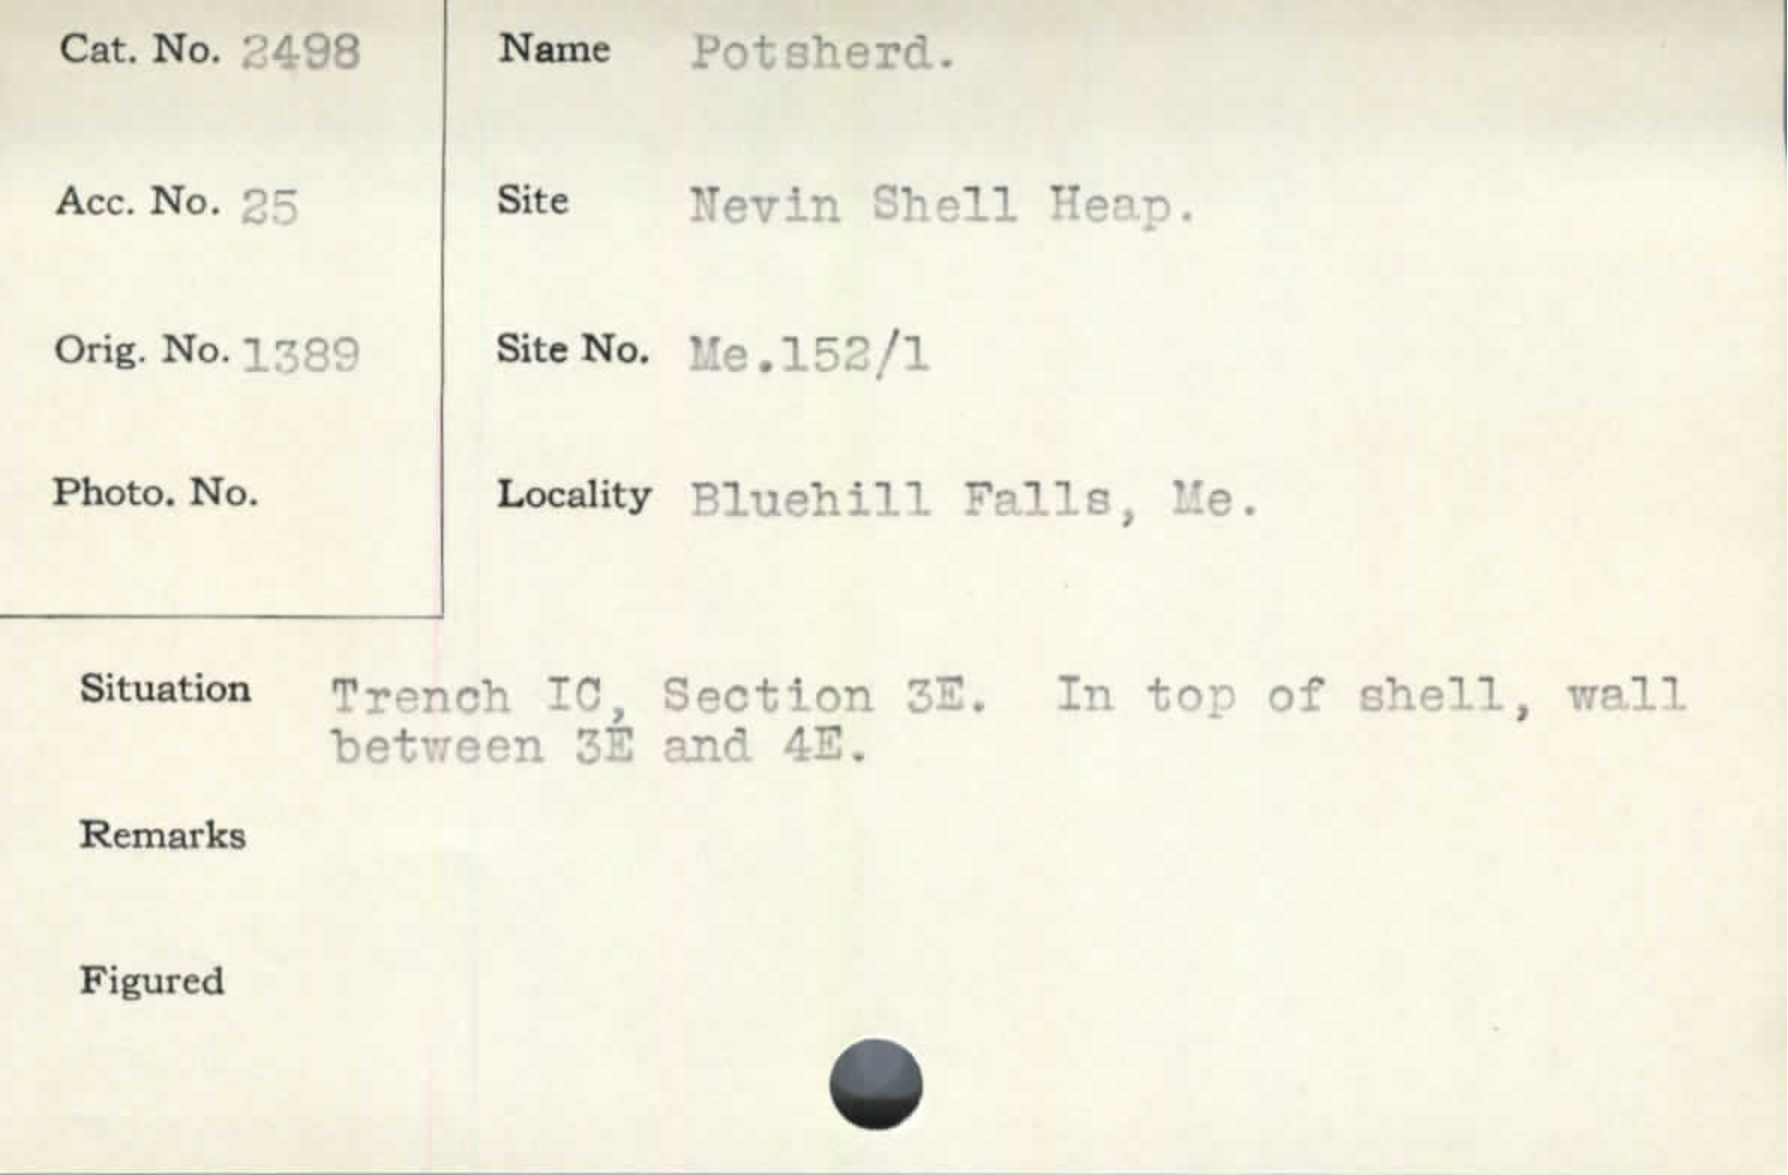 Cat. No. 2498
Acc. No. 25
Orig. No. 1389
Photo. No.
Name Potsherd.
Site Nevin Shell Heap.
Site No. Me.152/1
Locality Bluehill Falls, Me.
Situation Trench IC, Section 3E. In top of shell, wall
between 3E and 4E.
Remarks
Figured